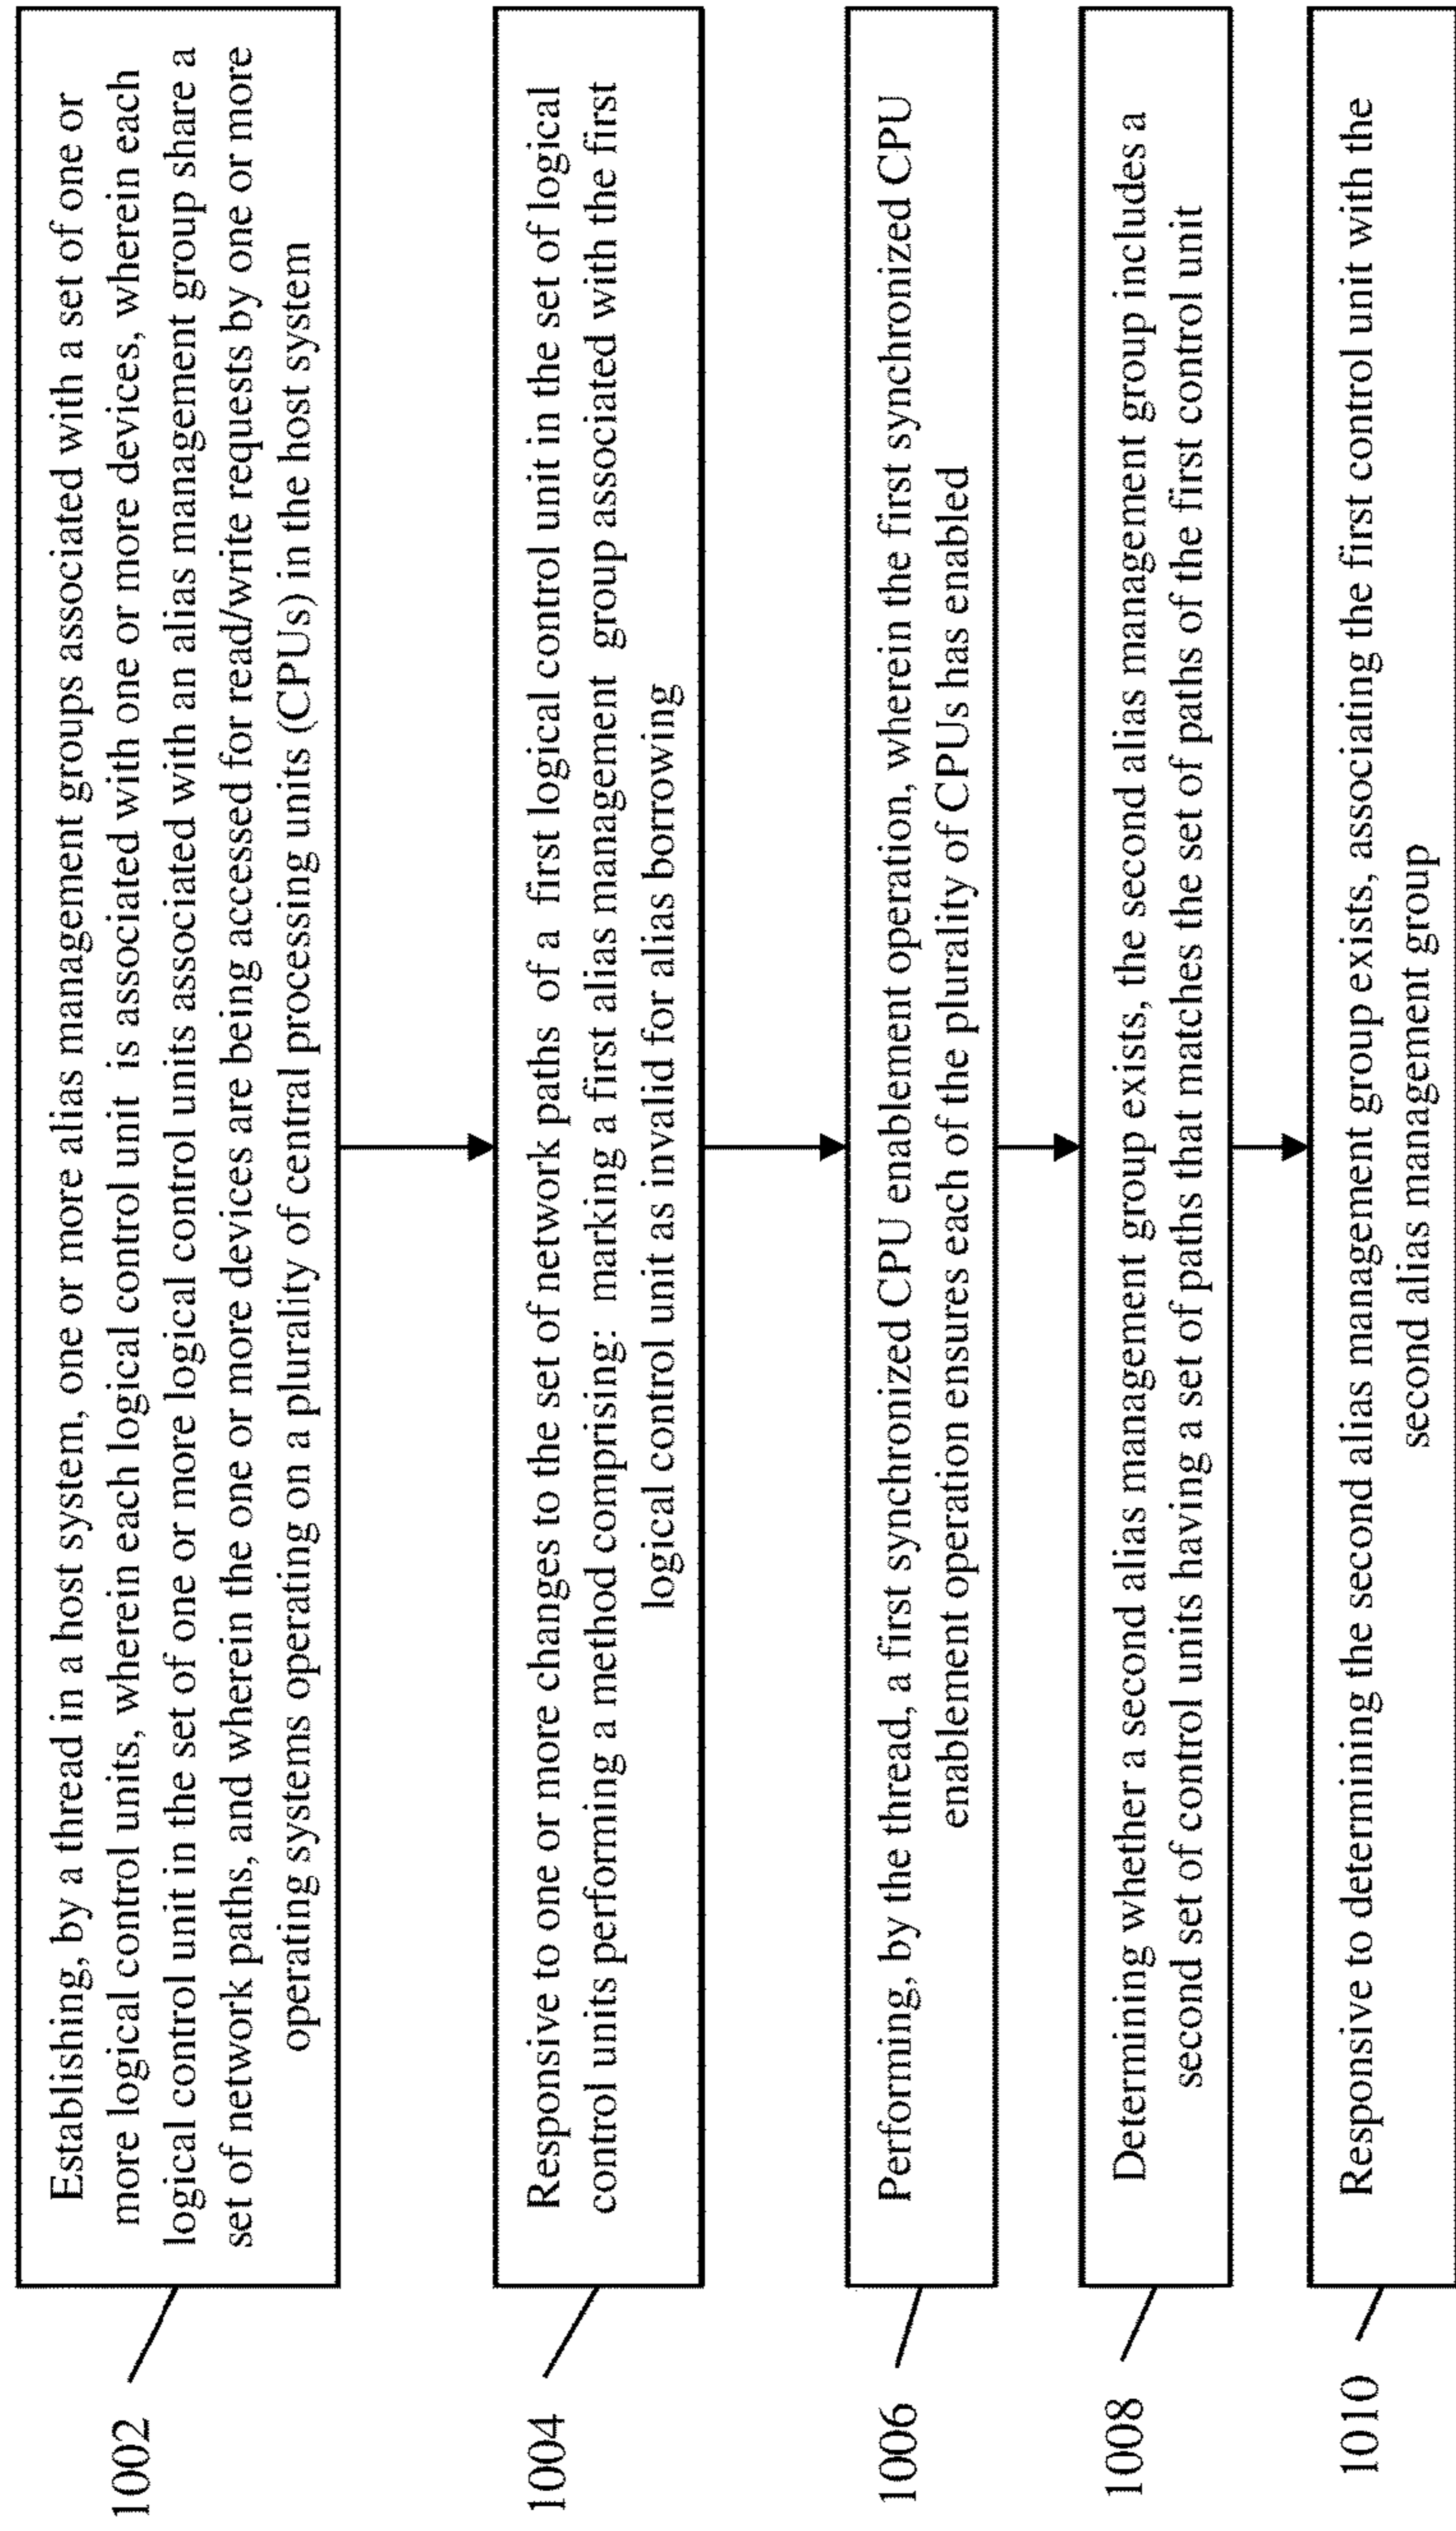 1002
Establishing, by a thread in a host system, one or more alias management groups associated with a set of one or
more logical control units, wherein each logical control unit is associated with one or more devices, wherein each
logical control unit in the set of one or more logical control units associated with an alias management group share a
set of network paths, and wherein the one or more devices are being accessed for read/write requests by one or more
operating systems operating on a plurality of central processing units (CPUs) in the host system
1004
Responsive to one or more changes to the set of network paths of a first logical control unit in the set of logical
control units performing a method comprising: marking a first alias management group associated with the first
logical control unit as invalid for alias borrowing
1006
Performing, by the thread, a first synchronized CPU enablement operation, wherein the first synchronized CPU
enablement operation ensures each of the plurality of CPUs has enabled
1008
Determining whether a second alias management group exists, the second alias management group includes a
second set of control units having a set of paths that matches the set of paths of the first control unit
1010
Responsive to determining the second alias management group exists, associating the first control unit with the
second alias management group